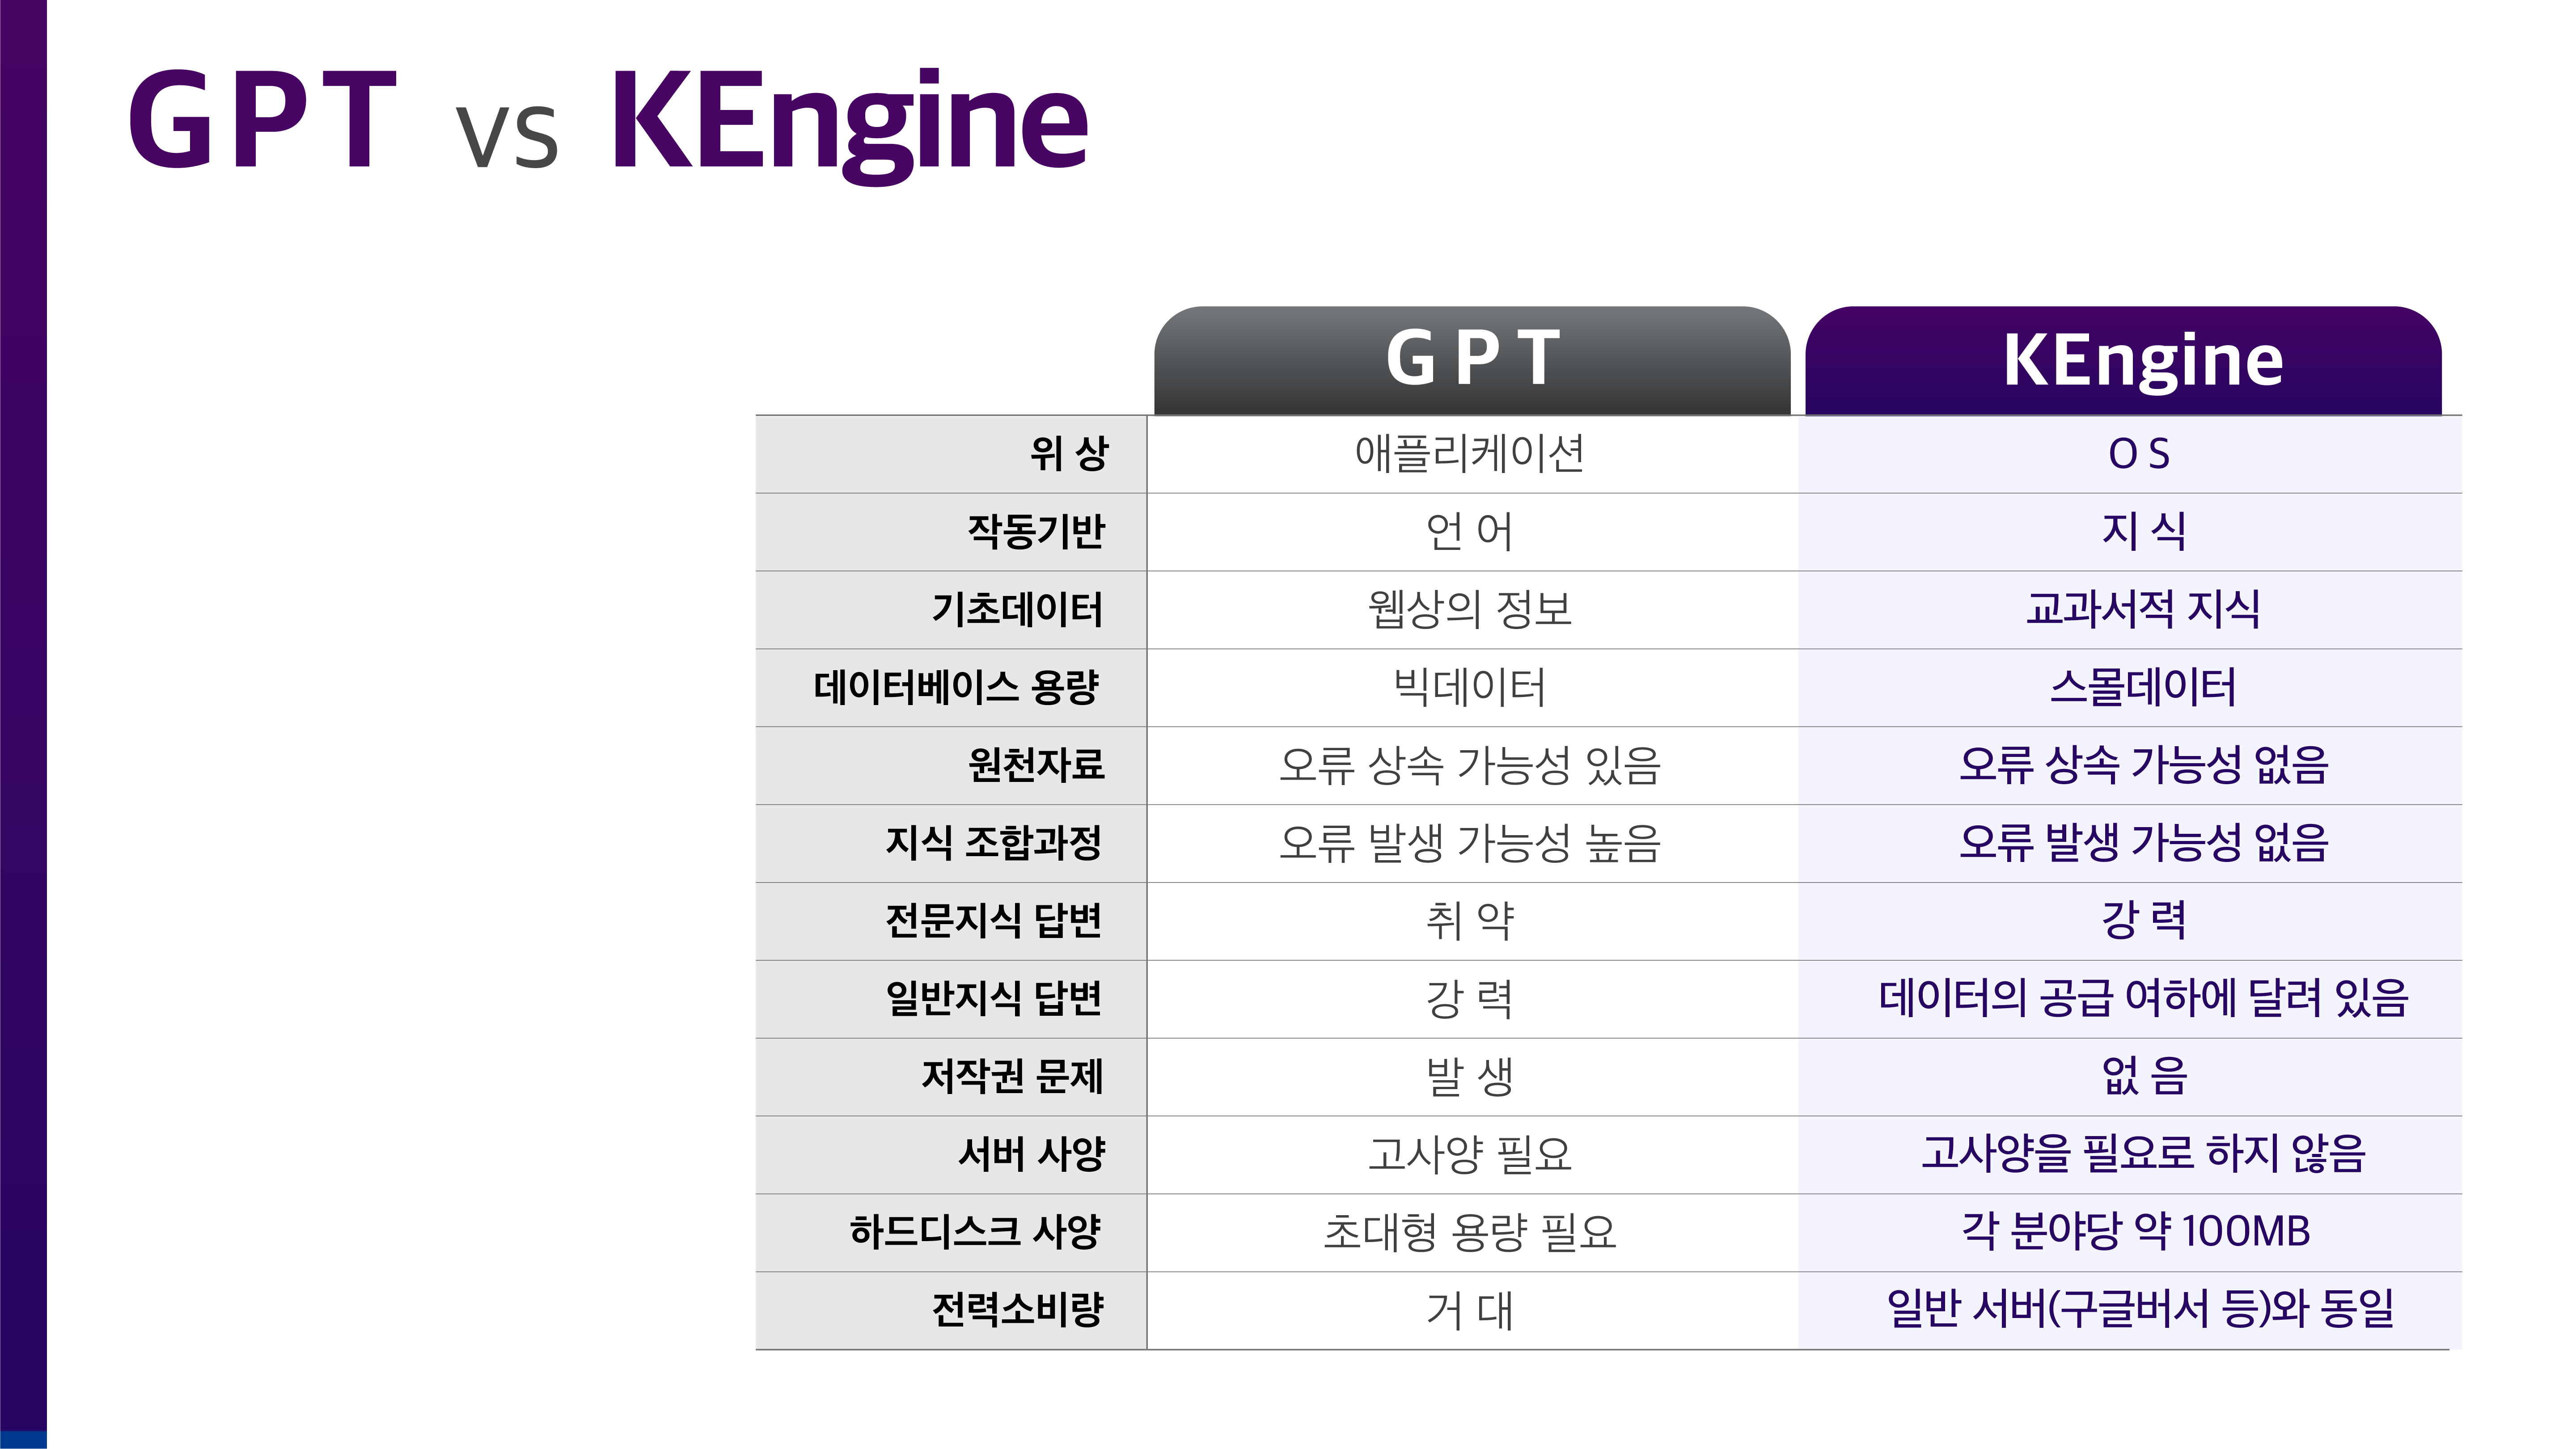 GPT vs KEngine
GPT KEngine
위 상 애플리케이션 O S
작동기반 언 어 지 식
기초데이터 웹상의 정보 교과서적 지식
데이터베이스 용량 빅데이터 스몰데이터
원천자료 오류 상속 가능성 있음 오류 상속 가능성 없음
지식 조합과정 오류 발생 가능성 높음 오류 발생 가능성 없음
전문지식 답변 취 약 강 력
일반지식 답변 강 력 데이터의 공급 여하에 달려 있음
저작권 문제 발 생 없 음
서버 사양 고사양 필요 고사양을 필요로 하지 않음
하드디스크 사양 초대형 용량 필요 각 분야당 약 100MB
전력소비량 거 대 일반 서버(구글버서 등)와 동일